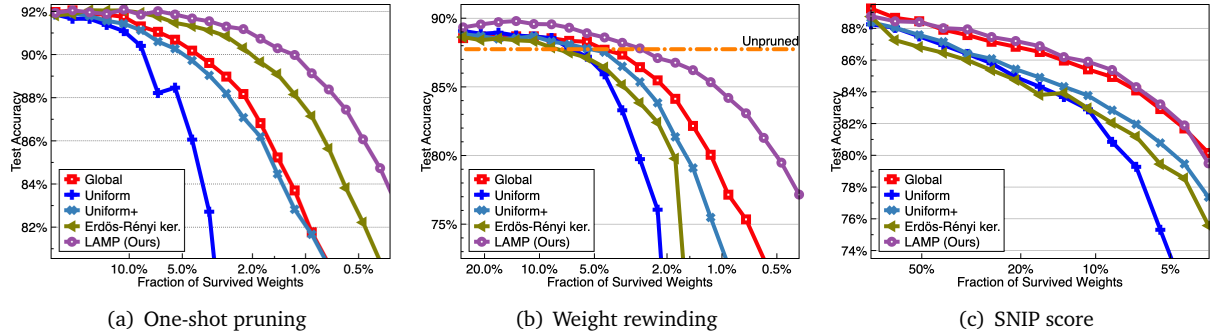 92%
90%
88%
86%
84%
82%
Test Accuracy
Global
Uniform
Uniform+
Erdös-Rényi ker.
LAMP (Ours)
10.0% 5.0% 2.0% 1.0% 0.5%
Fraction of Survived Weights
(a) One-shot pruning
90%
85%
80%
75%
Test Accuracy
Unpruned
Global
Uniform
Uniform+
Erdös-Rényi ker.
LAMP (Ours)
20.0% 10.0% 5.0% 2.0% 1.0% 0.5%
Fraction of Survived Weights
(b) Weight rewinding
88%
86%
84%
82%
80%
78%
76%
74%
Test Accuracy
Global
Uniform
Uniform+
Erdös-Rényi ker.
LAMP (Ours)
50% 20% 10% 5%
Fraction of Survived Weights
(c) SNIP score